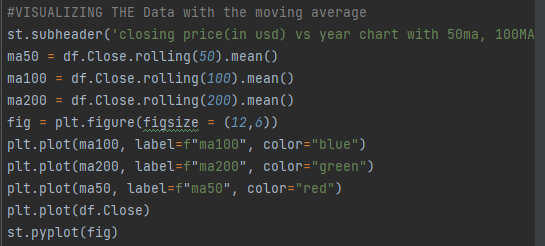 #VISUALIZING THE Data with the moving average
st.subheader('closing price(in usd) vs year chart with 50ma, 100MA
ma50 = df.Close.rolling(50).mean()
ma100 = df.Close.rolling(100).mean()
ma200 = df.Close.rolling(200).mean()
fig = plt.figure(figsize = (12,6))
plt.plot(ma100, label=f"ma100", color="blue")
plt.plot(ma200, label=f"ma200", color="green")
plt.plot(ma50, label=f"ma50", color="red")
plt.plot(df.Close)
st.pyplot(fig)